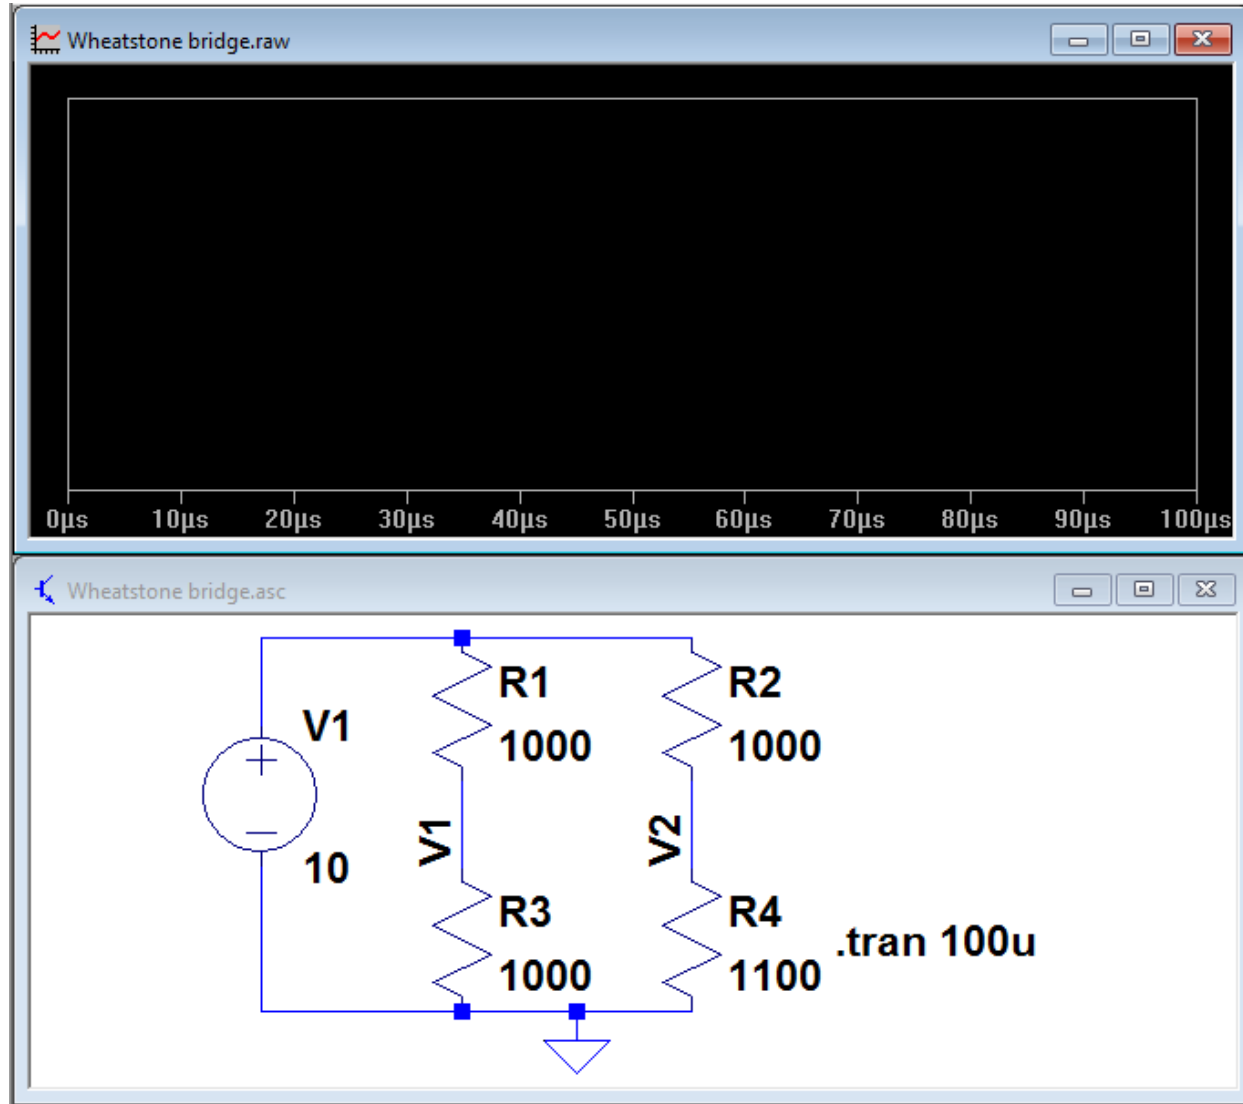 Wheatstone bridge.raw
0µs 10µs 20µs 30µs 40µs 50µs 60µs 70µs 80µs 90µs 100µs
Wheatstone bridge.asc
R1 R2
V1 1000 1000
V1 V2
10
R3 R4
.tran 100u
1000 1100